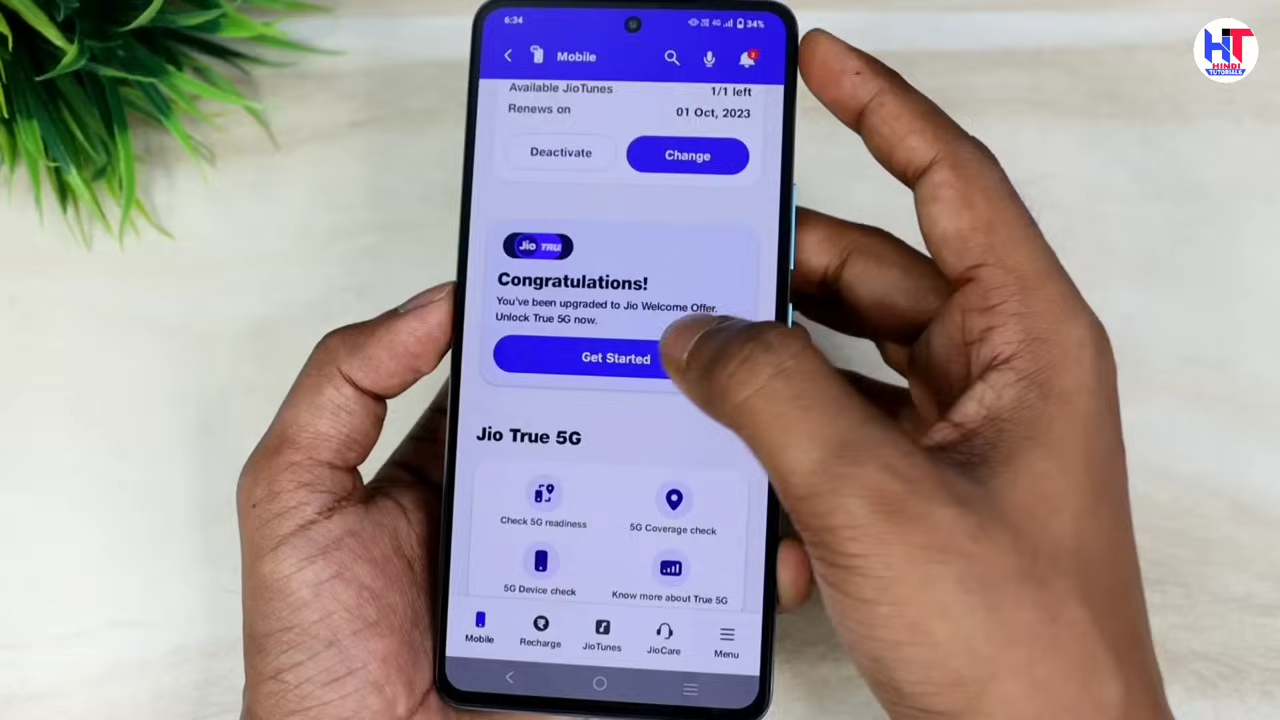 6:34
4G
34%
HT
HINDI
TUTORIALS
Mobile
Available JioTunes
1/1 left
Renews on
01 Oct, 2023
Deactivate
Change
Jio TRU
Congratulations!
You've been upgraded to Jio Welcome Offer.
Unlock True 5G now.
Get Started
Jio True 5G
Check 5G readiness
5G Coverage check
5G Device check
Know more about True 5G
Mobile
Recharge
JioTunes
JioCare
Menu